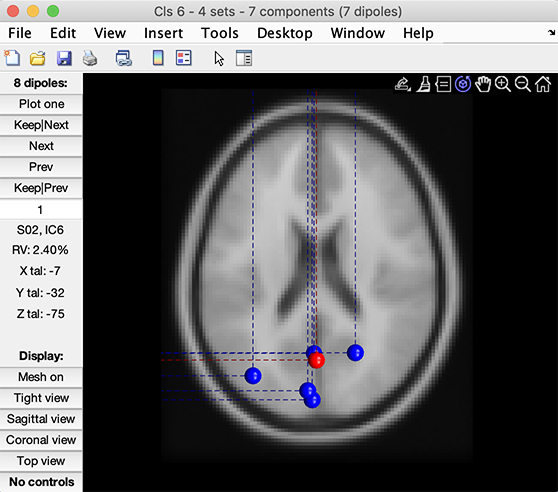 Cls 6 - 4 sets - 7 components (7 dipoles)
File Edit View Insert Tools Desktop Window Help
8 dipoles:
Plot one
Keep|Next
Next
Prev
Keep|Prev
1
S02, IC6
RV: 2.40%
X tal: -7
Y tal: -32
Z tal: -75
Display:
Mesh on
Tight view
Sagittal view
Coronal view
Top view
No controls